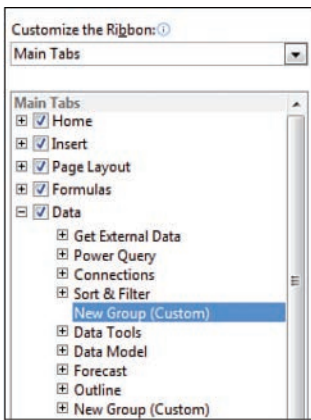 Customize the Ribbon:
Main Tabs
Main Tabs
Home
Insert
Page Layout
Formulas
Data
Get External Data
Power Query
Connections
Sort & Filter
New Group (Custom)
Data Tools
Data Model
Forecast
Outline
New Group (Custom)